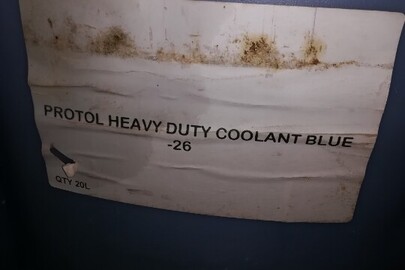 PROTOL HEAVY DUTY COOLANT BLUE
-26
QTY 20L